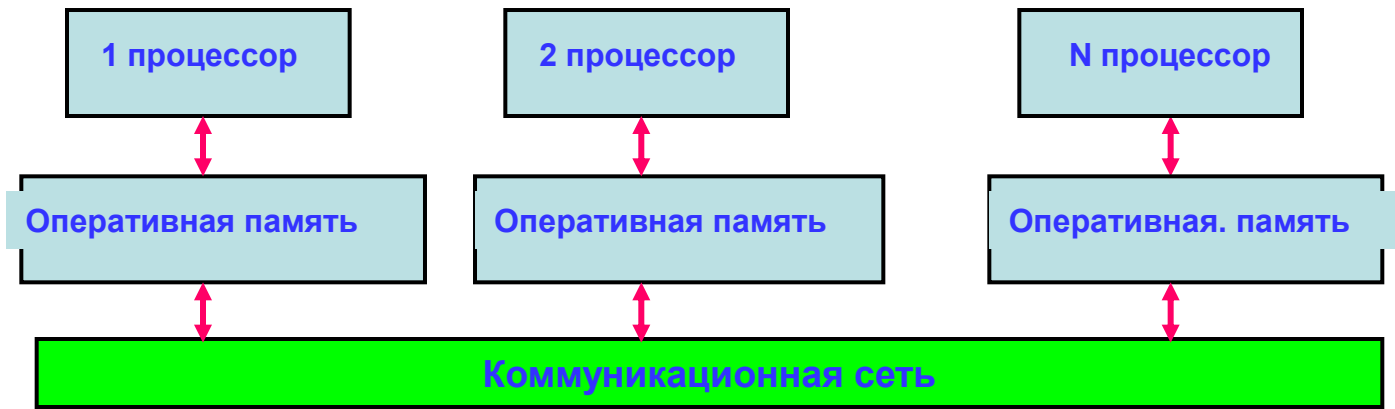 1 процессор
2 процессор
N процессор
Оперативная память
Оперативная память
Оперативная. память
Коммуникационная сеть